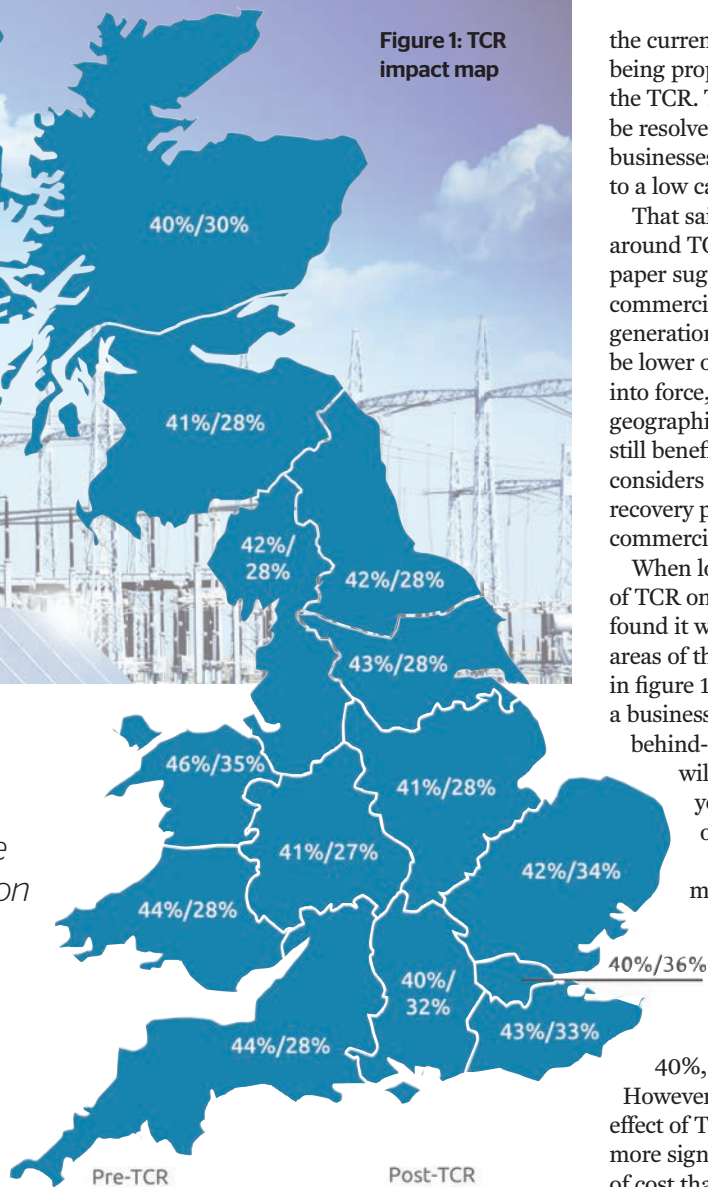 Figure 1: TCR
impact map
40%/30%
41%/28%
42%/
28%
42%/28%
43%/28%
46%/35%
41%/28%
41%/27%
42%/34%
44%/28%
40%/36%
40%/
32%
43%/33%
44%/28%
Pre-TCR
Post-TCR
e
on
the curren
being prop
the TCR. T
be resolve
businesses
to a low ca
That sai
around TC
paper sug
commerci
generation
be lower o
into force,
geographi
still benef
considers
recovery p
commerci
When lo
of TCR on
found it w
areas of th
in figure 1
a business
behind-
wil
y
o
m
40%,
However
effect of T
more sign
of cost tha